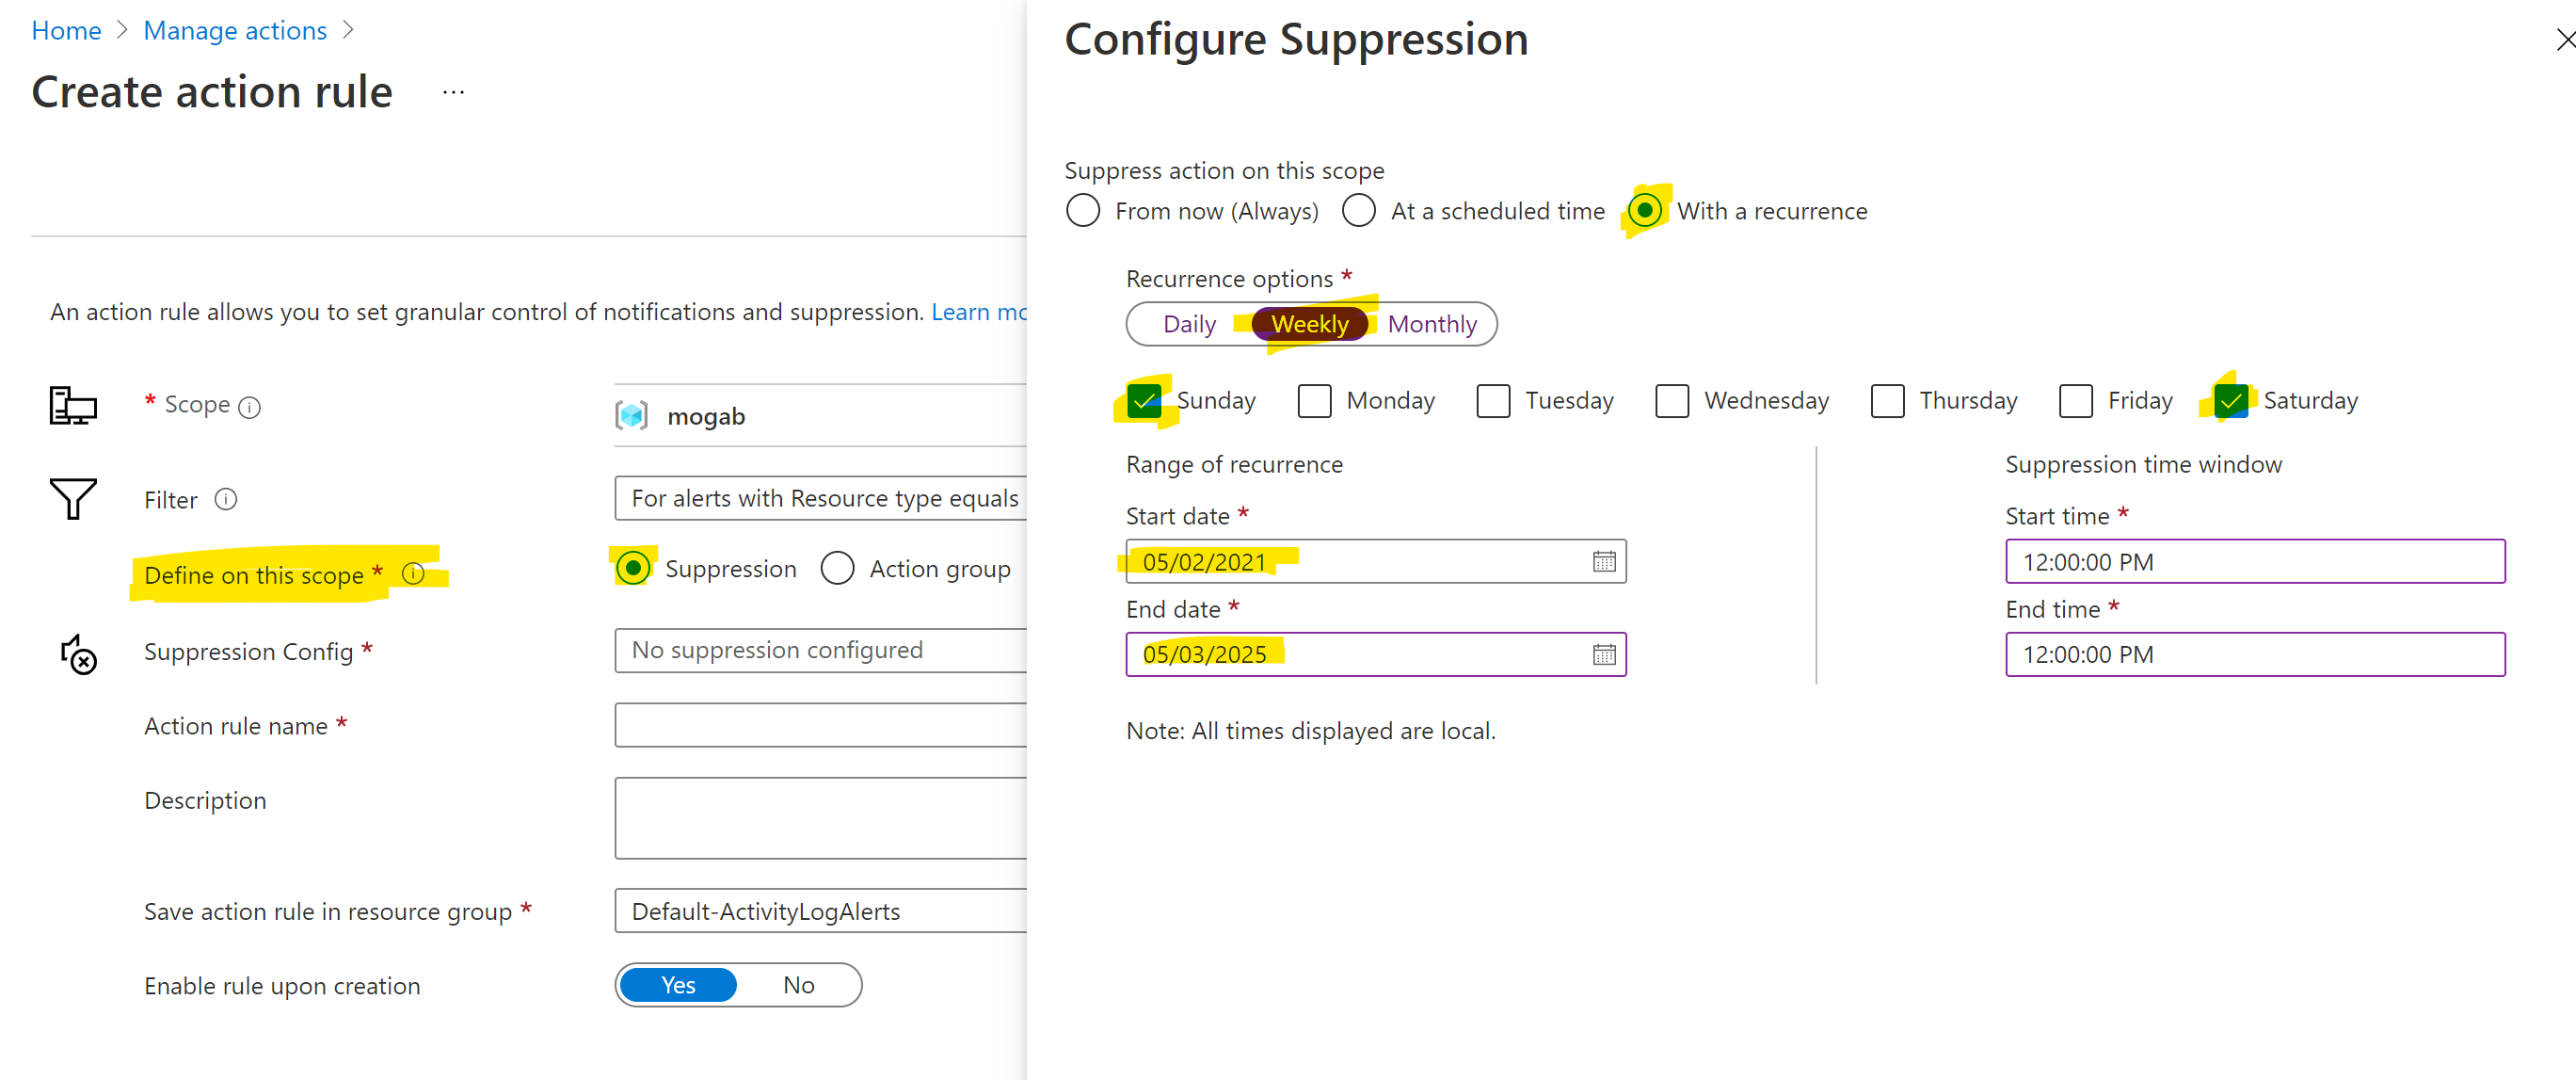 Home > Manage actions >
Create action rule ...
An action rule allows you to set granular control of notifications and suppression. Learn mo
* Scope
mogab
Filter
For alerts with Resource type equals
Define on this scope *
Suppression Action group
Suppression Config *
No suppression configured
Action rule name *
Description
Save action rule in resource group *
Default-ActivityLogAlerts
Enable rule upon creation
Yes No
Configure Suppression
Suppress action on this scope
From now (Always) At a scheduled time With a recurrence
Recurrence options *
Daily Weekly Monthly
Sunday Monday Tuesday Wednesday Thursday Friday Saturday
Range of recurrence
Start date *
05/02/2021
End date *
05/03/2025
Suppression time window
Start time *
12:00:00 PM
End time *
12:00:00 PM
Note: All times displayed are local.